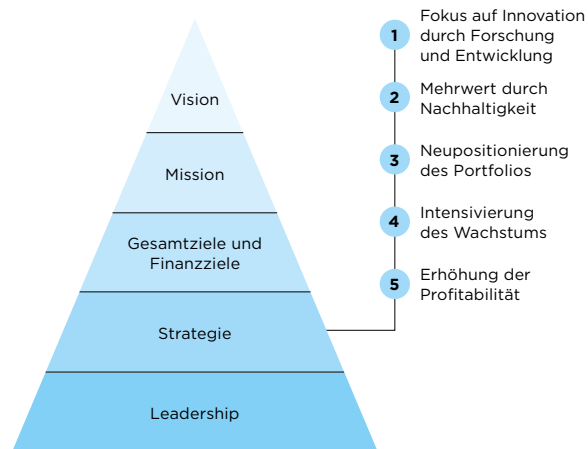 Vision
Mission
Gesamtziele und
Finanzziele
Strategie
Leadership
1
Fokus auf Innovation
durch Forschung
und Entwicklung
2
Mehrwert durch
Nachhaltigkeit
3
Neupositionierung
des Portfolios
4
Intensivierung
des Wachstums
5
Erhöhung der
Profitabilität